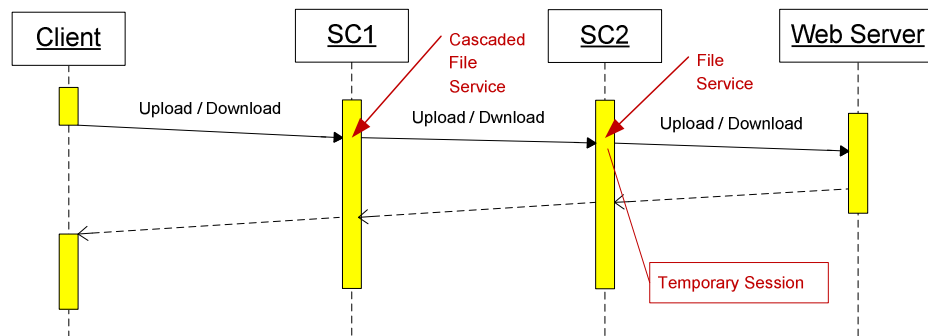 Client
SC1
SC2
Web Server
Cascaded
File
Service
File
Service
Upload / Download
Upload / Dwnload
Upload / Download
Temporary Session